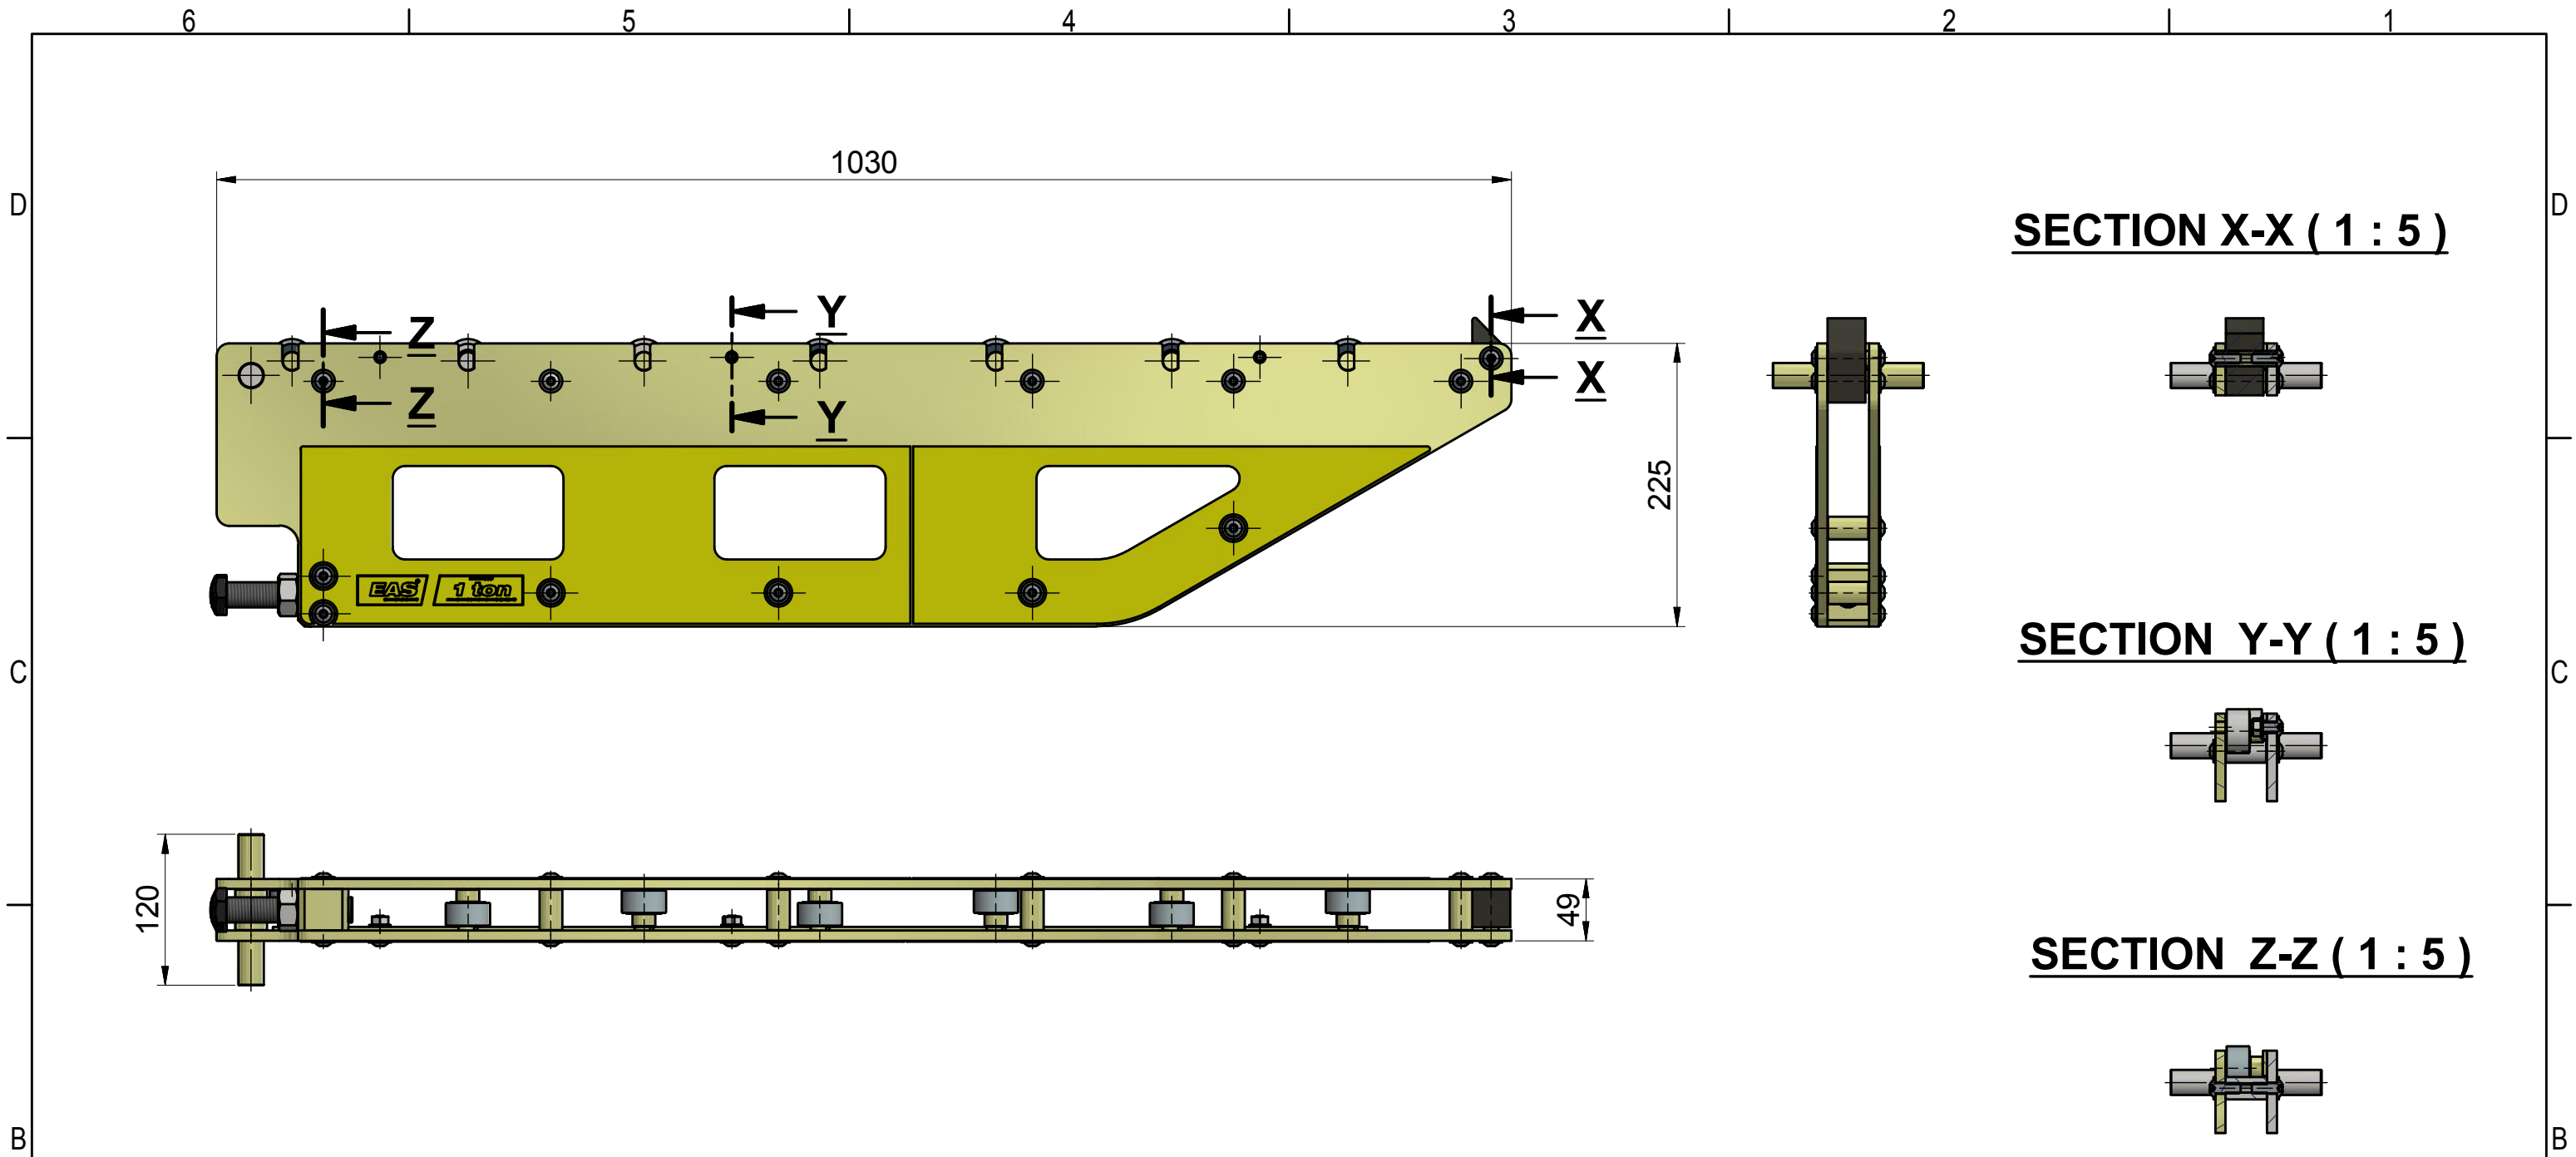 6 5 4 3 2 1
1030
D D
SECTION X-X ( 1 : 5 )
Z Y X
Z Y X
225
SECTION Y-Y ( 1 : 5 )
C C
EAS 1 ton
120
49
SECTION Z-Z ( 1 : 5 )
B B